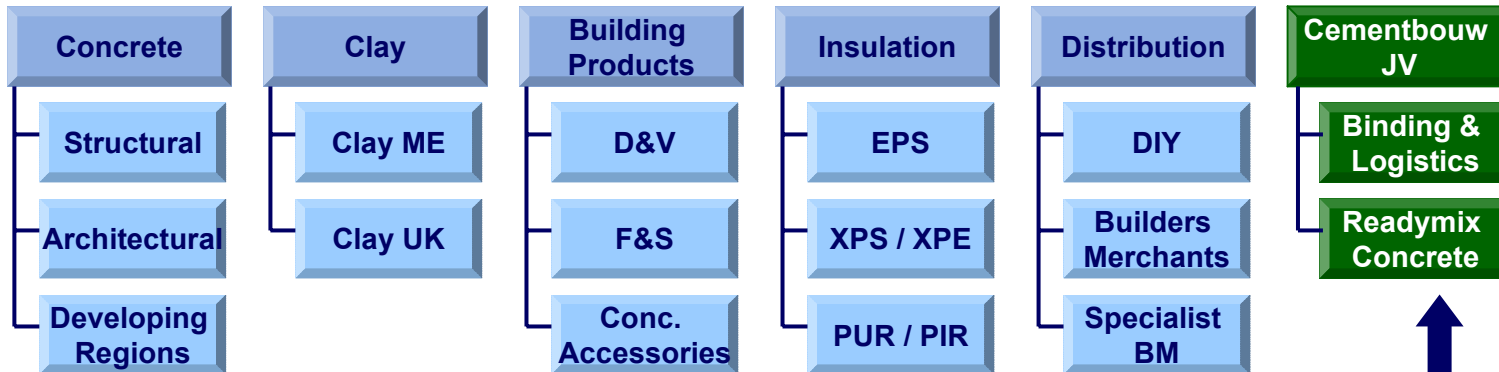 Concrete
Structural
Architectural
Developing
Regions
Clay
Clay ME
Clay UK
Building
Products
D&V
F&S
Conc.
Accessories
Insulation
EPS
XPS / XPE
PUR / PIR
Distribution
DIY
Builders
Merchants
Specialist
BM
Cementbouw
JV
Binding &
Logistics
Readymix
Concrete